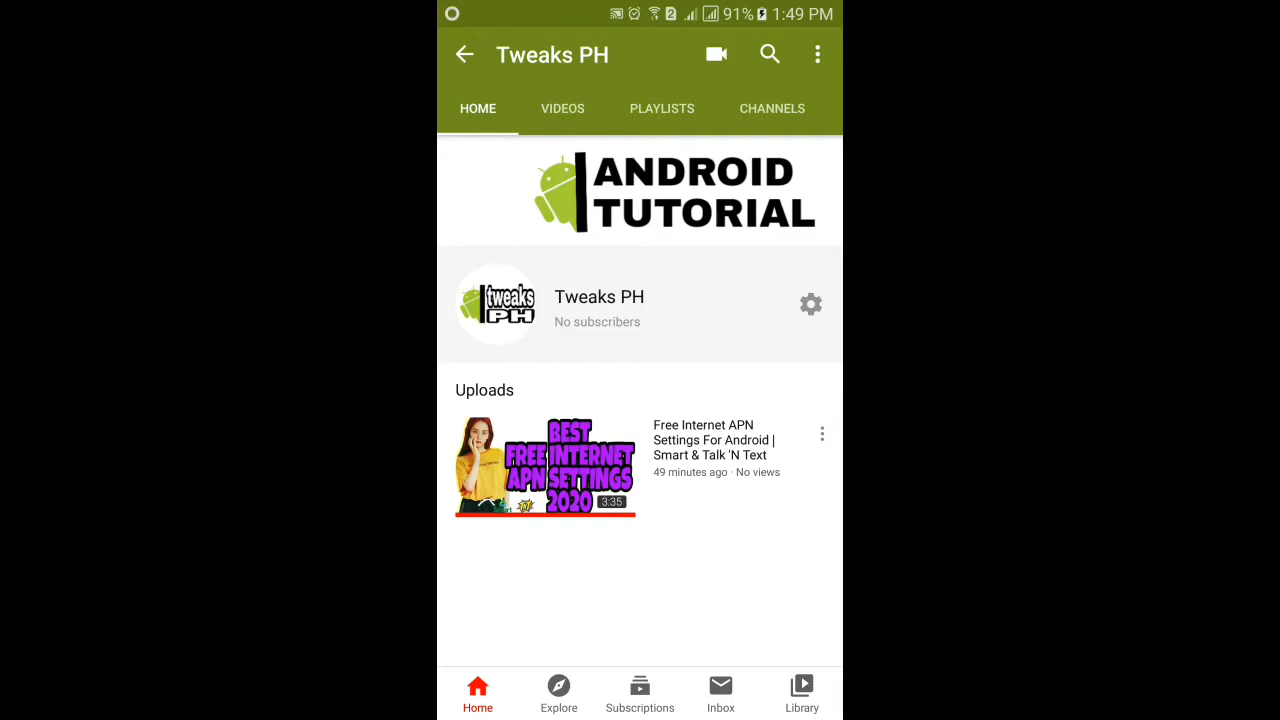 91% 1:49 PM
Tweaks PH
HOME VIDEOS PLAYLISTS CHANNELS
ANDROID
TUTORIAL
tweaks
PH
Tweaks PH
No subscribers
Uploads
BEST
FREE INTERNET
APN SETTINGS
2020
TNT
3:35
Free Internet APN
Settings For Android |
Smart & Talk 'N Text
49 minutes ago · No views
Home Explore Subscriptions Inbox Library